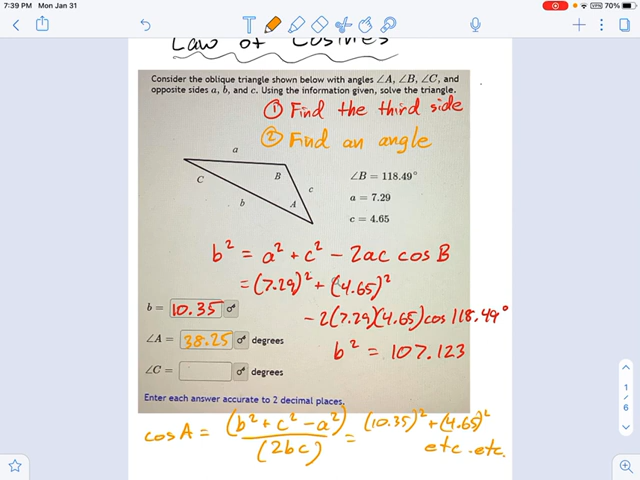 7:39 PM Mon Jan 31
70%
Law of Cosines
Consider the oblique triangle shown below with angles ∠A, ∠B, ∠C, and
opposite sides a, b, and c. Using the information given, solve the triangle.
① Find the third side
② Find an angle
a
C
B
c
b
A
∠B = 118.49°
a = 7.29
c = 4.65
b² = a² + c² − 2ac cos B
= (7.29)² + (4.65)²
− 2(7.29)(4.65) cos 118.49°
b² = 107.123
b = 10.35
∠A = 38.25 degrees
∠C = degrees
Enter each answer accurate to 2 decimal places.
cos A = (b² + c² − a²) / (2bc) = (10.35)² + (4.65)²
etc. etc.
1
/
6